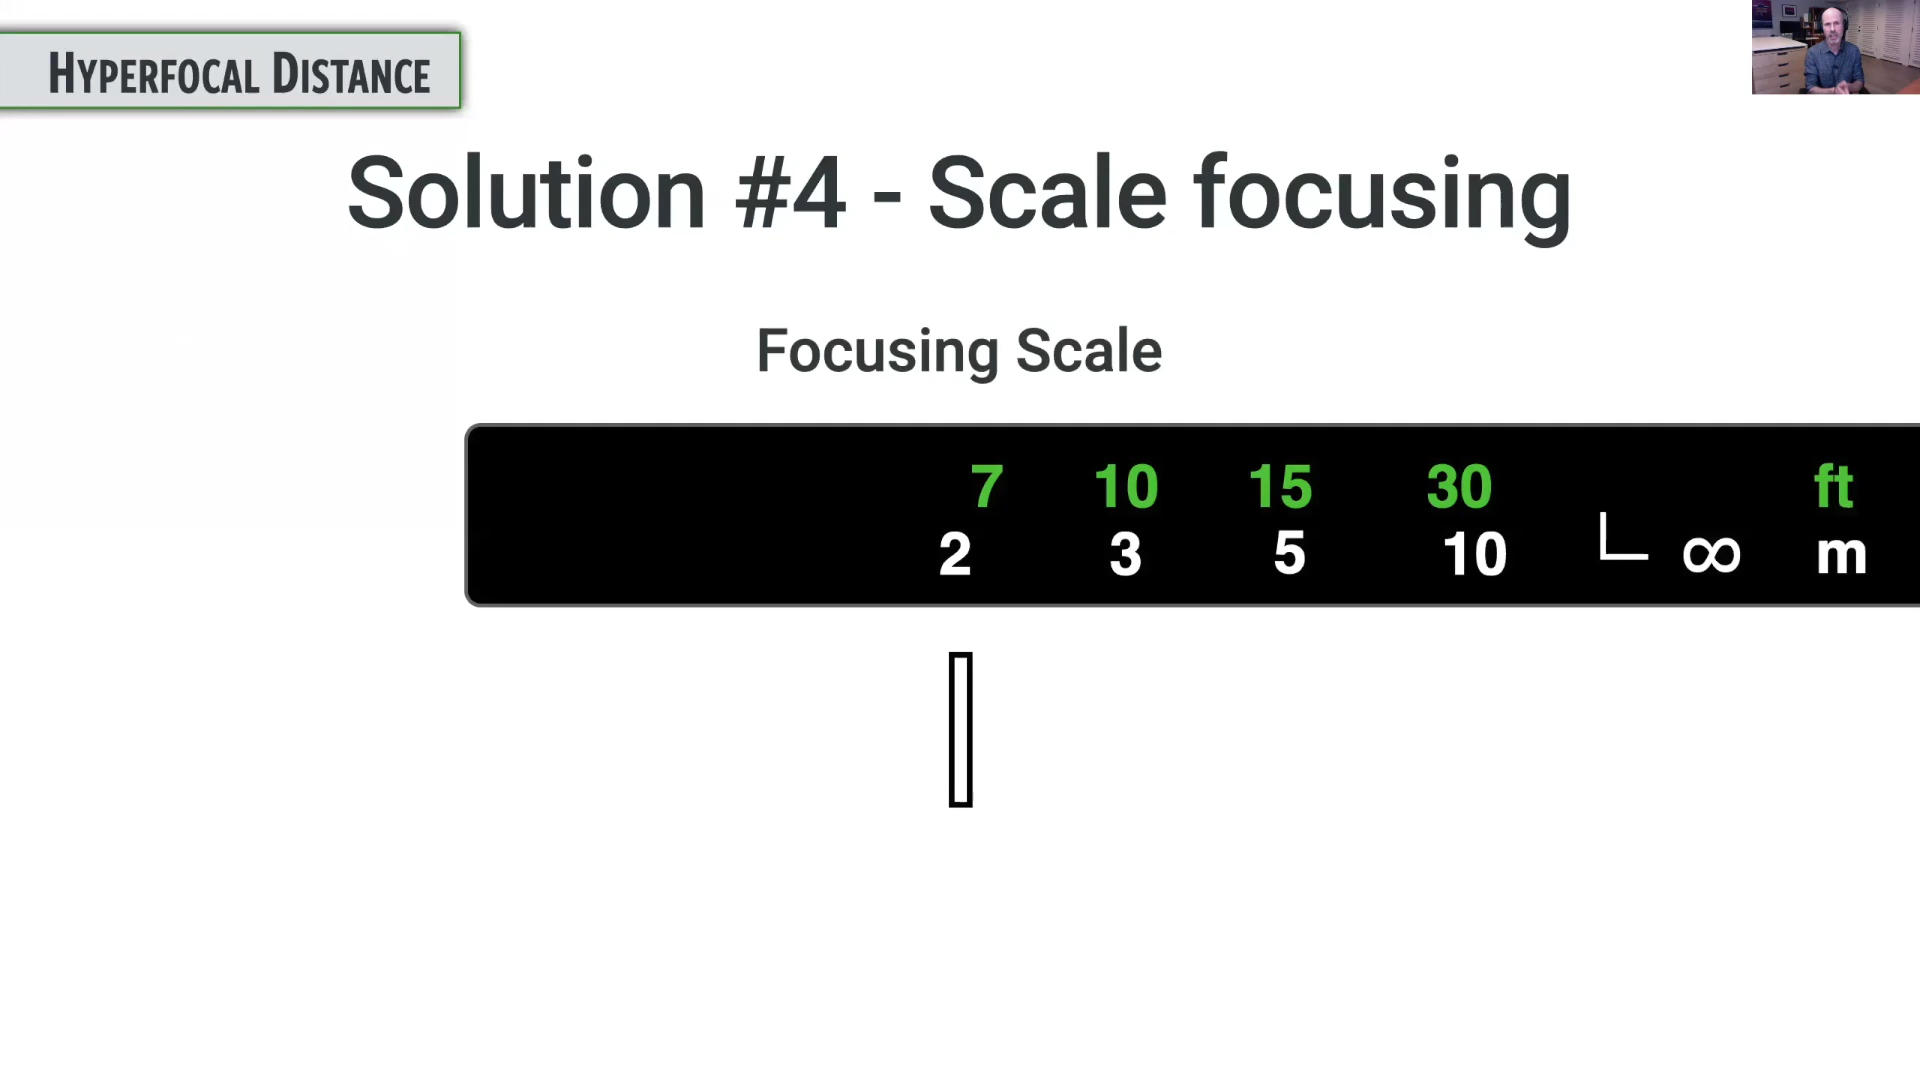 HYPERFOCAL DISTANCE
Solution #4 - Scale focusing
Focusing Scale
7 10 15 30 ft
2 3 5 10 ∞ m